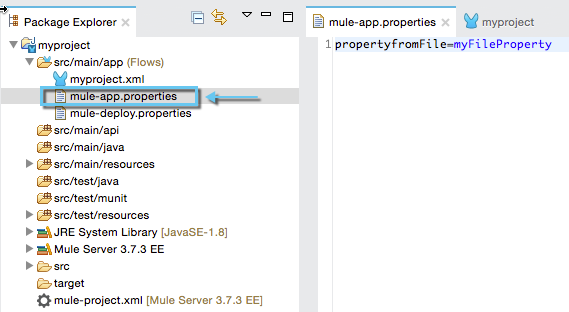 Package Explorer
myproject
src/main/app (Flows)
myproject.xml
mule-app.properties
mule-deploy.properties
src/main/api
src/main/java
src/main/resources
src/test/java
src/test/munit
src/test/resources
JRE System Library [JavaSE-1.8]
Mule Server 3.7.3 EE
src
target
mule-project.xml [Mule Server 3.7.3 EE]
mule-app.properties
myproject
1 propertyfromFile=myFileProperty